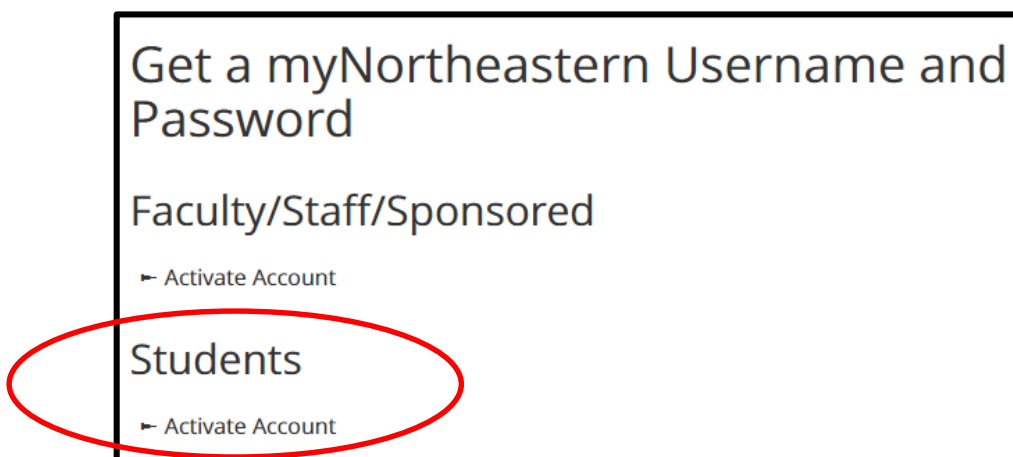 Get a myNortheastern Username and
Password
Faculty/Staff/Sponsored
Activate Account
Students
Activate Account